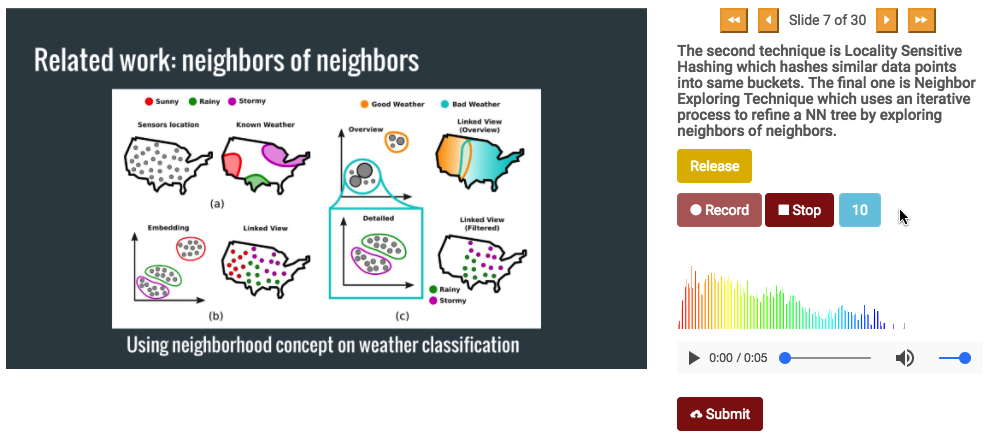 Related work: neighbors of neighbors
Sunny Rainy Stormy
Sensors location Known Weather
(a)
Embedding Linked View
(b)
Good Weather Bad Weather
Overview
Linked View
(Overview)
Detailed
Linked View
(Filtered)
Rainy
Stormy
(c)
Using neighborhood concept on weather classification
Slide 7 of 30
The second technique is Locality Sensitive
Hashing which hashes similar data points
into same buckets. The final one is Neighbor
Exploring Technique which uses an iterative
process to refine a NN tree by exploring
neighbors of neighbors.
Release
Record Stop 10
0:00 / 0:05
Submit